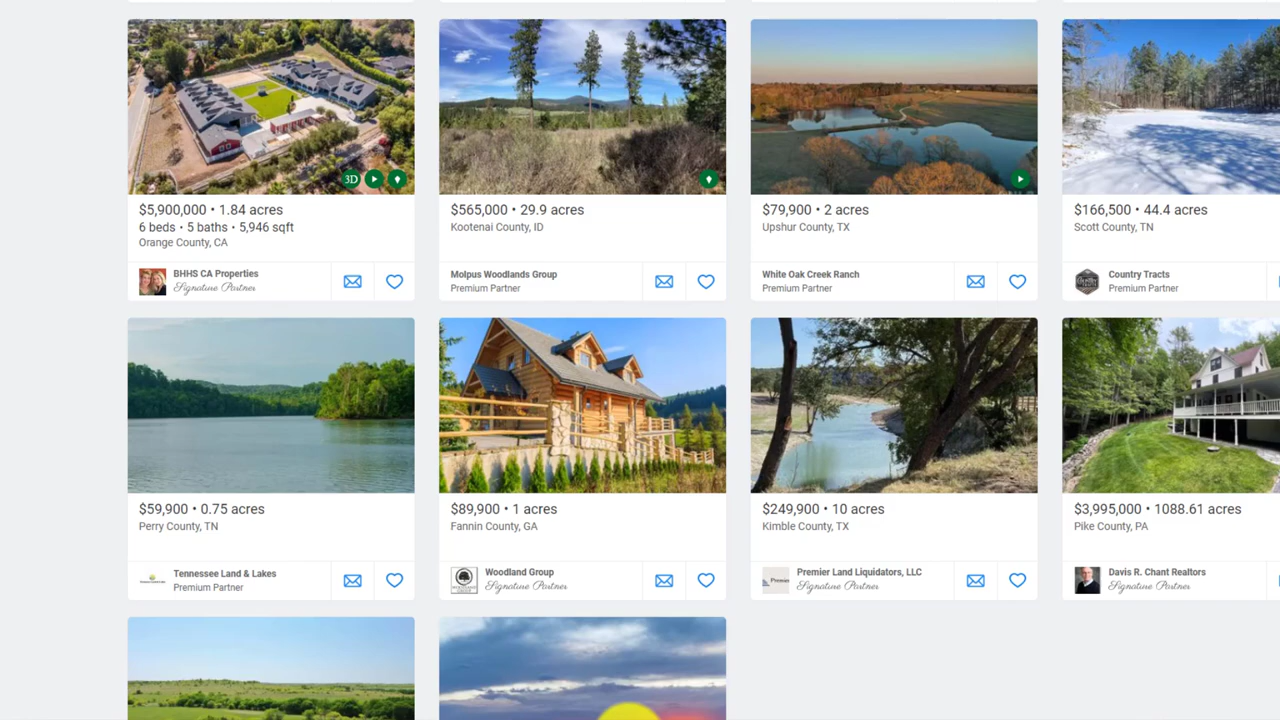 3D
$5,900,000 • 1.84 acres
6 beds • 5 baths • 5,946 sqft
Orange County, CA
BHHS CA Properties
Signature Partner
$565,000 • 29.9 acres
Kootenai County, ID
Molpus Woodlands Group
Premium Partner
$79,900 • 2 acres
Upshur County, TX
White Oak Creek Ranch
Premium Partner
$166,500 • 44.4 acres
Scott County, TN
Country Tracts
Premium Partner
$59,900 • 0.75 acres
Perry County, TN
Tennessee Land & Lakes
Premium Partner
$89,900 • 1 acres
Fannin County, GA
Woodland Group
Signature Partner
$249,900 • 10 acres
Kimble County, TX
Premier
Premier Land Liquidators, LLC
Signature Partner
$3,995,000 • 1088.61 acres
Pike County, PA
Davis R. Chant Realtors
Signature Partner